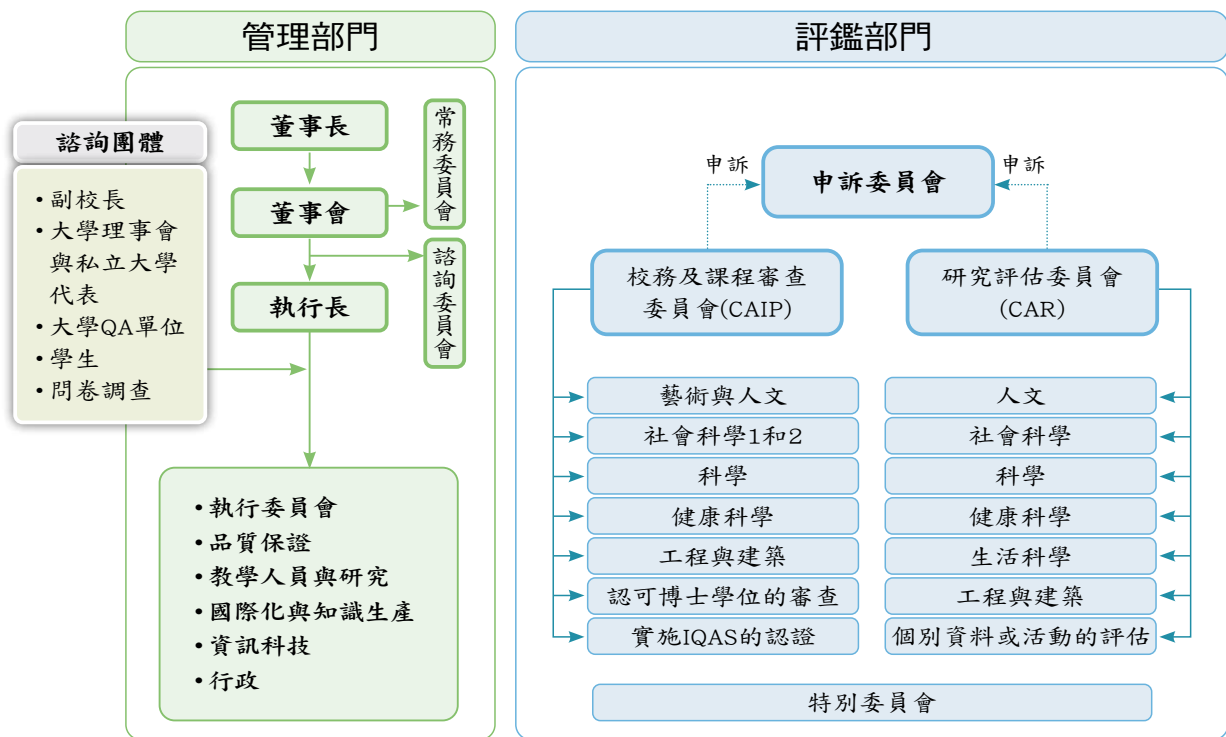 管理部門
評鑑部門
諮詢團體
• 副校長
• 大學理事會
與私立大學
代表
• 大學QA單位
• 學生
• 問卷調查
董事長
董事會
執行長
常務委員會
諮詢委員會
• 執行委員會
• 品質保證
• 教學人員與研究
• 國際化與知識生產
• 資訊科技
• 行政
申訴
申訴委員會
申訴
校務及課程審查
委員會(CAIP)
研究評估委員會
(CAR)
藝術與人文
社會科學1和2
科學
健康科學
工程與建築
認可博士學位的審查
實施IQAS的認證
人文
社會科學
科學
健康科學
生活科學
工程與建築
個別資料或活動的評估
特別委員會